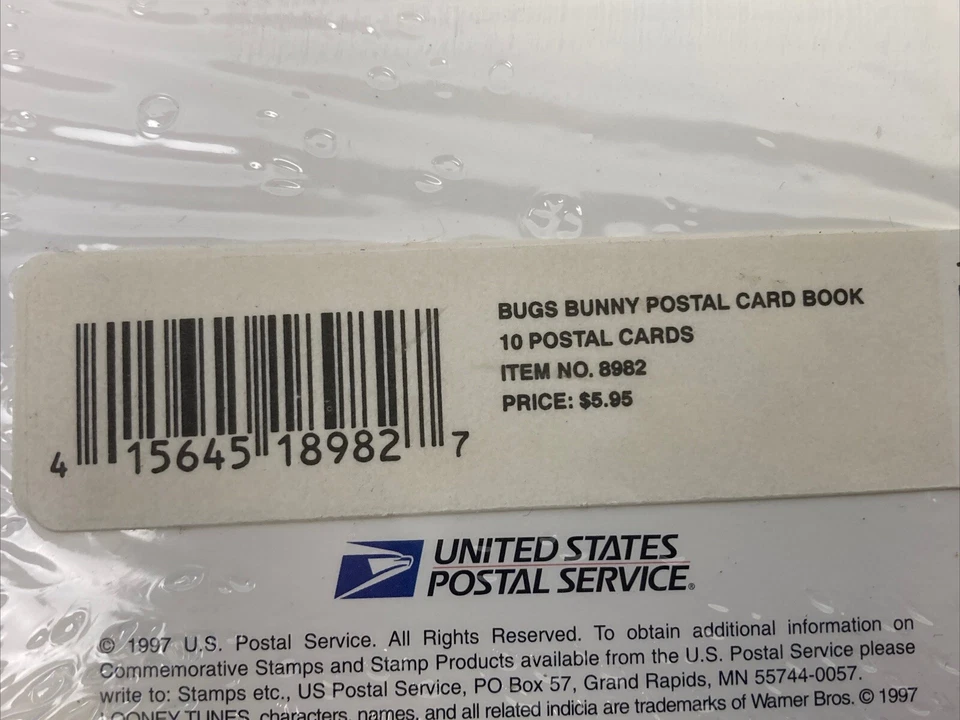 BUGS BUNNY POSTAL CARD BOOK
10 POSTAL CARDS
ITEM NO. 8982
PRICE: $5.95
4 15645 18982 7
UNITED STATES
POSTAL SERVICE®
© 1997 U.S. Postal Service. All Rights Reserved. To obtain additional information on
Commemorative Stamps and Stamp Products available from the U.S. Postal Service please
write to: Stamps etc., US Postal Service, PO Box 57, Grand Rapids, MN 55744-0057.
LOONEY TUNES, characters, names, and all related indicia are trademarks of Warner Bros. © 1997